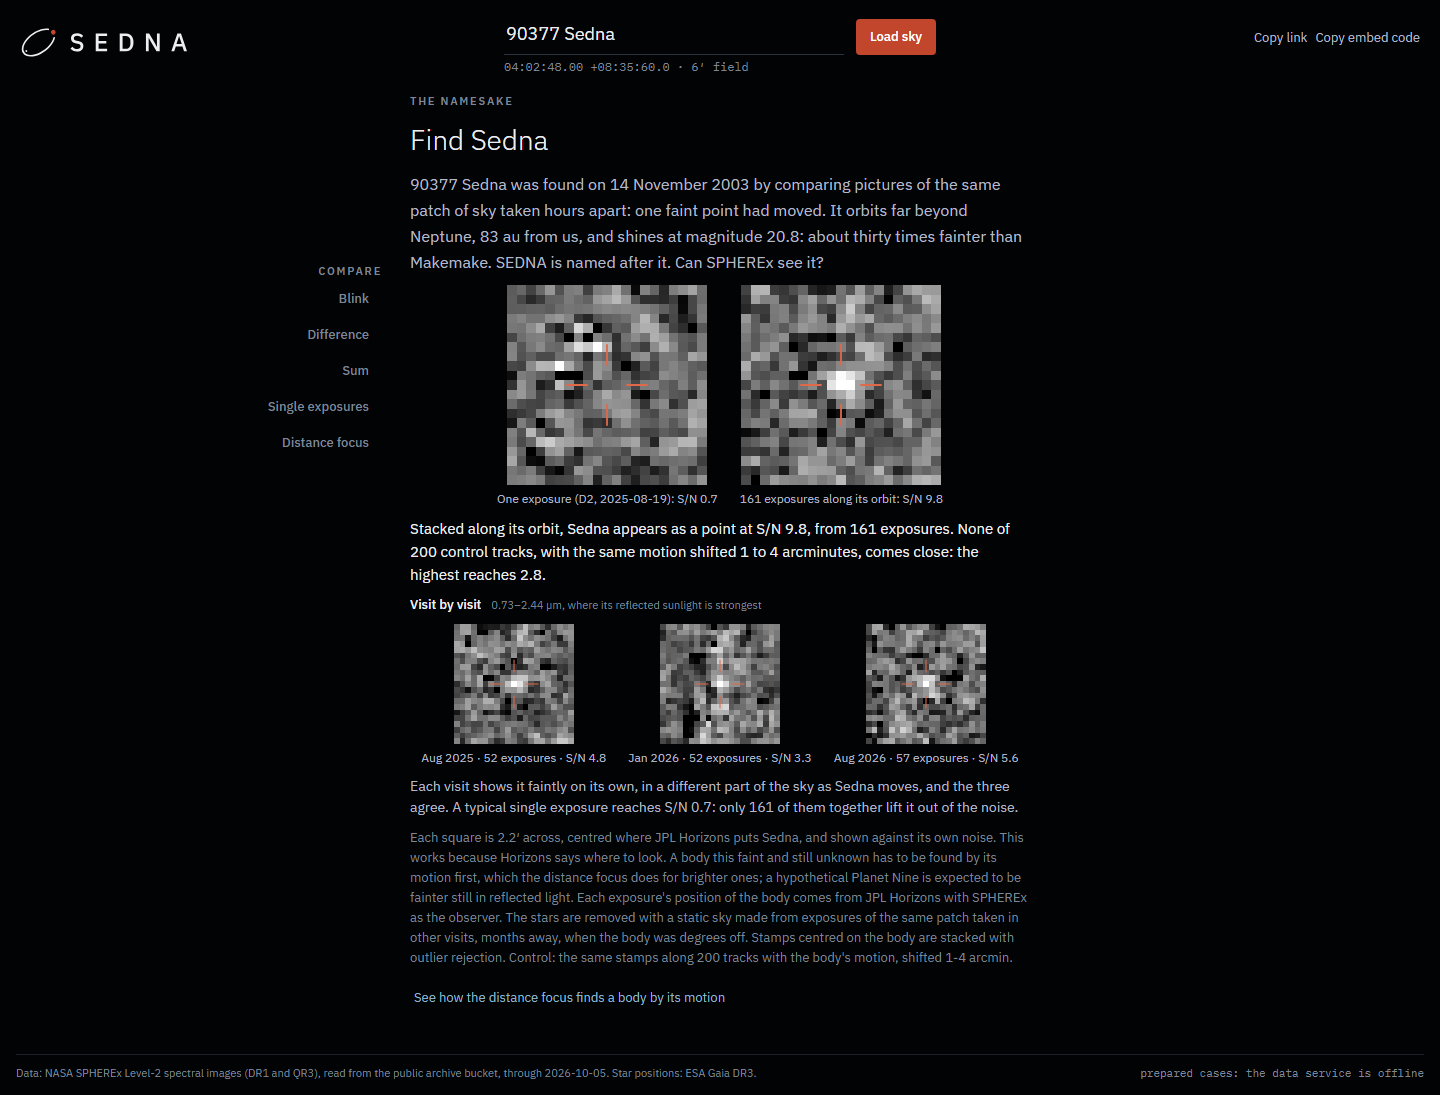 SEDNA
90377 Sedna
Load sky
Copy link Copy embed code
04:02:48.00 +08:35:60.0 · 6′ field
THE NAMESAKE
Find Sedna
90377 Sedna was found on 14 November 2003 by comparing pictures of the same
patch of sky taken hours apart: one faint point had moved. It orbits far beyond
Neptune, 83 au from us, and shines at magnitude 20.8: about thirty times fainter than
Makemake. SEDNA is named after it. Can SPHEREx see it?
COMPARE
Blink
Difference
Sum
Single exposures
Distance focus
One exposure (D2, 2025-08-19): S/N 0.7
161 exposures along its orbit: S/N 9.8
Stacked along its orbit, Sedna appears as a point at S/N 9.8, from 161 exposures. None of
200 control tracks, with the same motion shifted 1 to 4 arcminutes, comes close: the
highest reaches 2.8.
Visit by visit 0.73–2.44 µm, where its reflected sunlight is strongest
Aug 2025 · 52 exposures · S/N 4.8
Jan 2026 · 52 exposures · S/N 3.3
Aug 2026 · 57 exposures · S/N 5.6
Each visit shows it faintly on its own, in a different part of the sky as Sedna moves, and the three
agree. A typical single exposure reaches S/N 0.7: only 161 of them together lift it out of the noise.
Each square is 2.2′ across, centred where JPL Horizons puts Sedna, and shown against its own noise. This
works because Horizons says where to look. A body this faint and still unknown has to be found by its
motion first, which the distance focus does for brighter ones; a hypothetical Planet Nine is expected to be
fainter still in reflected light. Each exposure's position of the body comes from JPL Horizons with SPHEREx
as the observer. The stars are removed with a static sky made from exposures of the same patch taken in
other visits, months away, when the body was degrees off. Stamps centred on the body are stacked with
outlier rejection. Control: the same stamps along 200 tracks with the body's motion, shifted 1-4 arcmin.
See how the distance focus finds a body by its motion
Data: NASA SPHEREx Level-2 spectral images (DR1 and QR3), read from the public archive bucket, through 2026-10-05. Star positions: ESA Gaia DR3.
prepared cases: the data service is offline